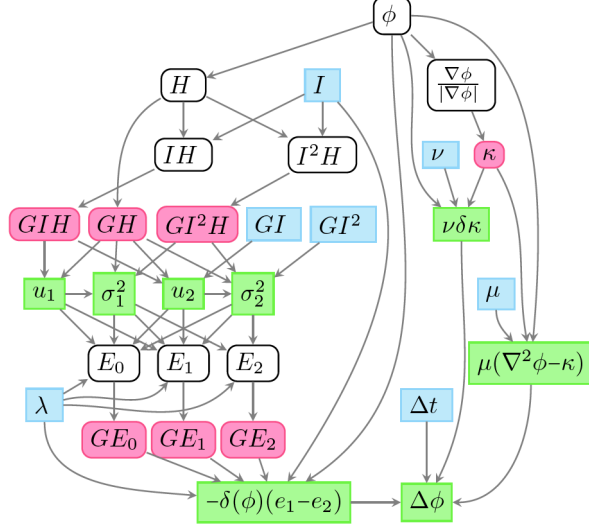 ϕ
H I ∇ϕ/|∇ϕ|
IH I²H ν κ
GIH GH GI²H GI GI² νδκ
u₁ σ₁² u₂ σ₂² μ
E₀ E₁ E₂ μ(∇²ϕ–κ)
λ Δt
GE₀ GE₁ GE₂
–δ(ϕ)(e₁–e₂) Δϕ